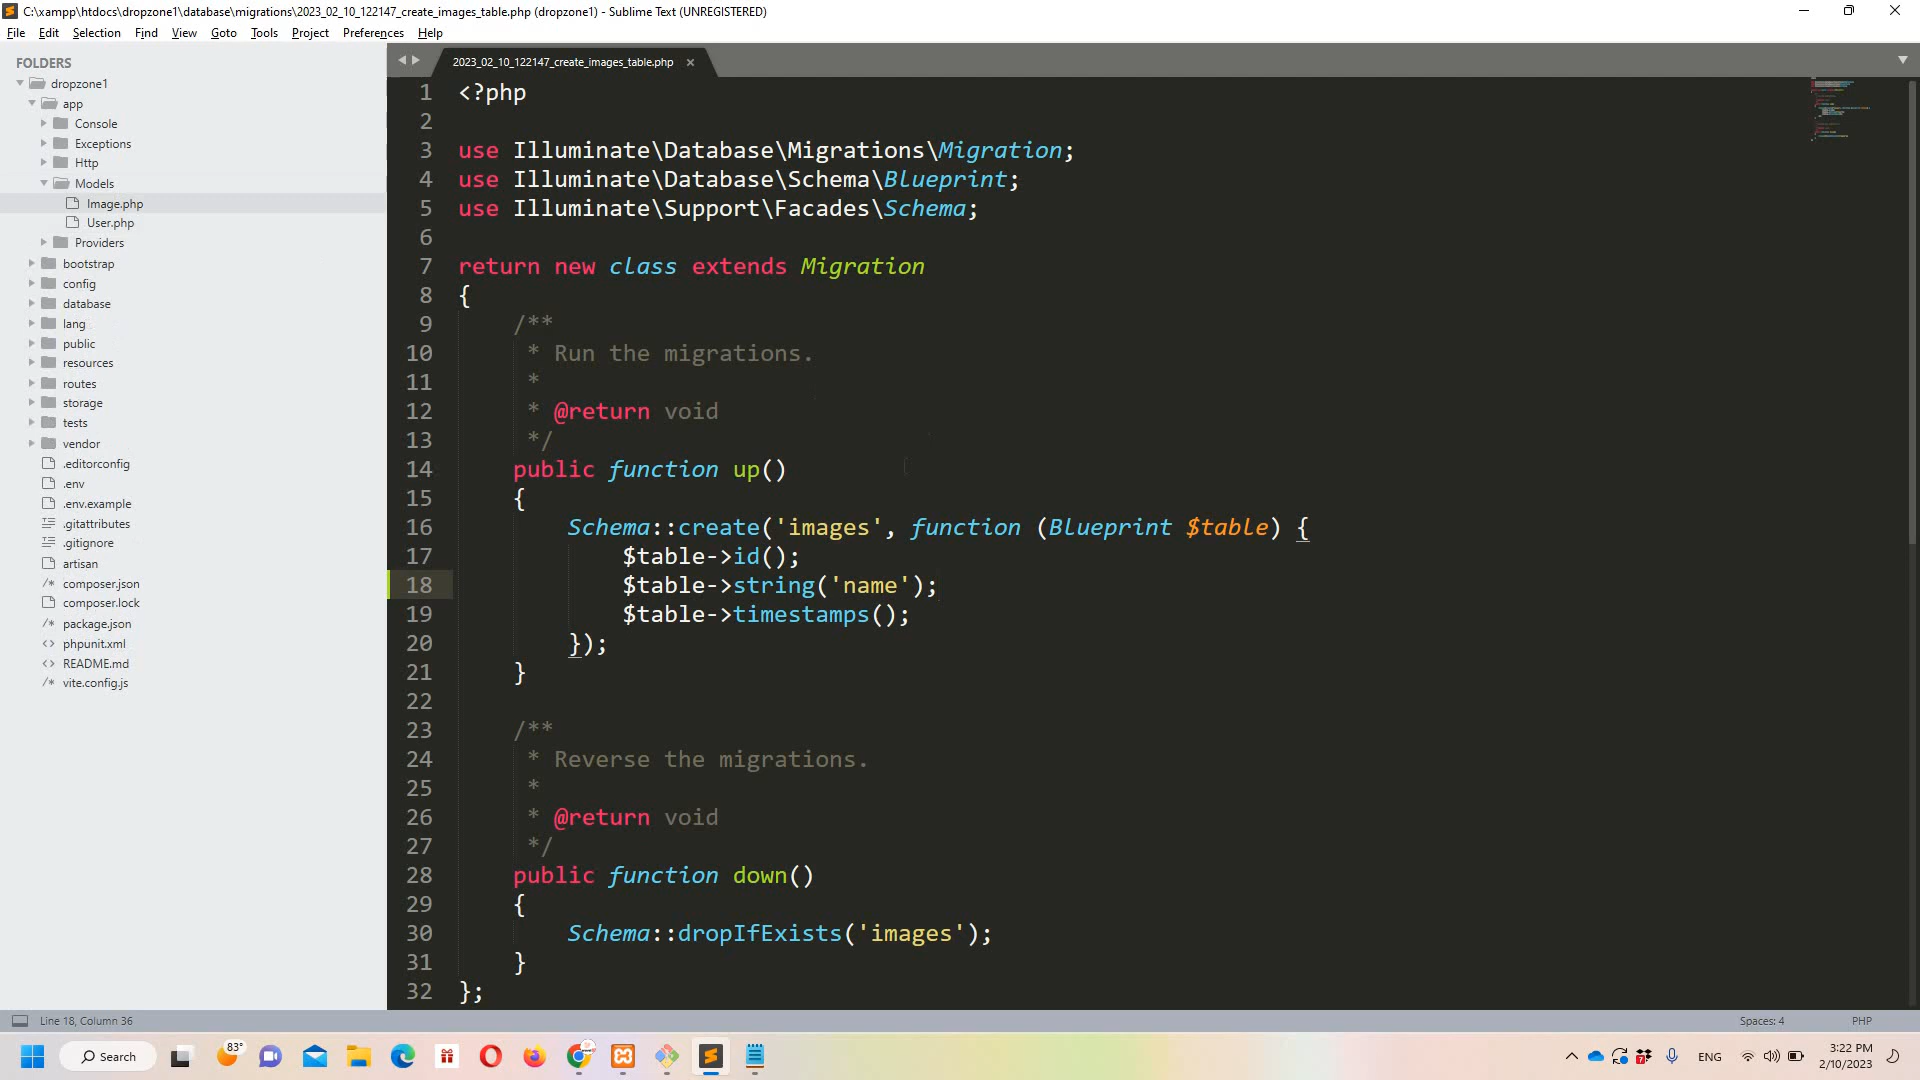 C:\xampp\htdocs\dropzone1\database\migrations\2023_02_10_122147_create_images_table.php (dropzone1) - Sublime Text (UNREGISTERED)
File Edit Selection Find View Goto Tools Project Preferences Help
FOLDERS
dropzone1
app
Console
Exceptions
Http
Models
Image.php
User.php
Providers
bootstrap
config
database
lang
public
resources
routes
storage
tests
vendor
.editorconfig
.env
.env.example
.gitattributes
.gitignore
artisan
composer.json
composer.lock
package.json
phpunit.xml
README.md
vite.config.js
2023_02_10_122147_create_images_table.php
1 <?php
2
3 use Illuminate\Database\Migrations\Migration;
4 use Illuminate\Database\Schema\Blueprint;
5 use Illuminate\Support\Facades\Schema;
6
7 return new class extends Migration
8 {
9     /**
10      * Run the migrations.
11      *
12      * @return void
13      */
14     public function up()
15     {
16         Schema::create('images', function (Blueprint $table) {
17             $table->id();
18             $table->string('name');
19             $table->timestamps();
20         });
21     }
22
23     /**
24      * Reverse the migrations.
25      *
26      * @return void
27      */
28     public function down()
29     {
30         Schema::dropIfExists('images');
31     }
32 };
Line 18, Column 36
Spaces: 4
PHP
Search
83°
ENG
3:22 PM
2/10/2023